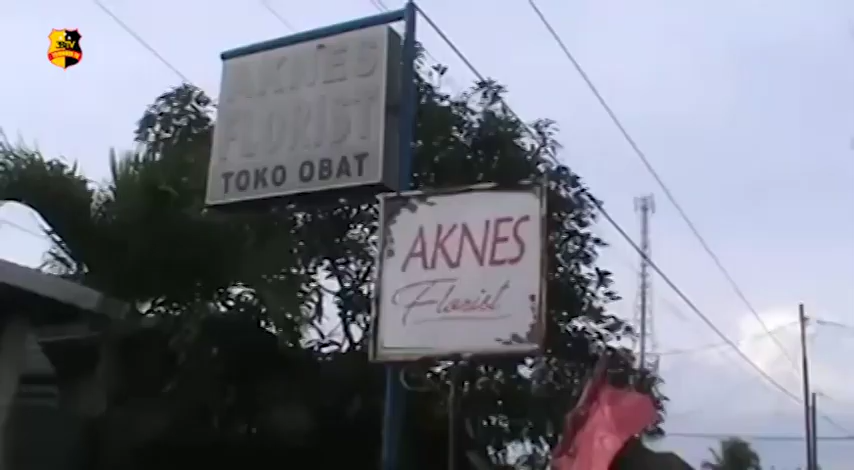 AKNES
FLORIST
TOKO OBAT
AKNES
Florist